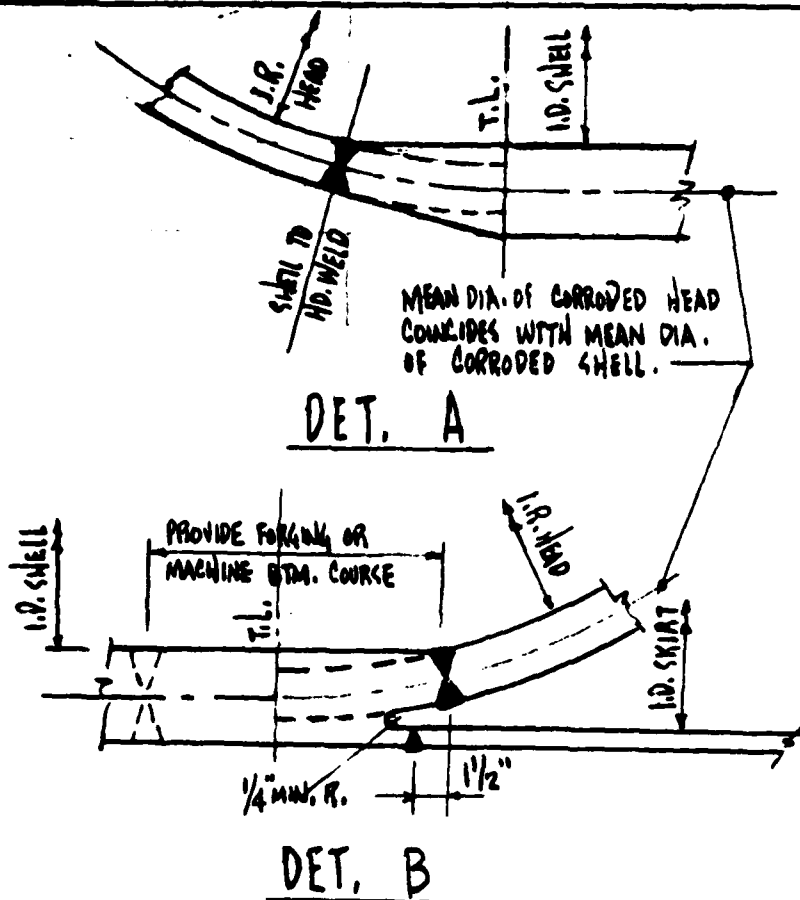 I.R.
HEAD
T.L.
I.D. SHELL
SHELL TO
HD. WELD
MEAN DIA. OF CORRODED HEAD
COINCIDES WITH MEAN DIA.
OF CORRODED SHELL.
DET. A
I.D. SHELL
PROVIDE FORGING OR
MACHINE BTM. COURSE
T.L.
I.R. HEAD
I.D. SKIRT
1/4" MIN. R.
1 1/2"
DET. B